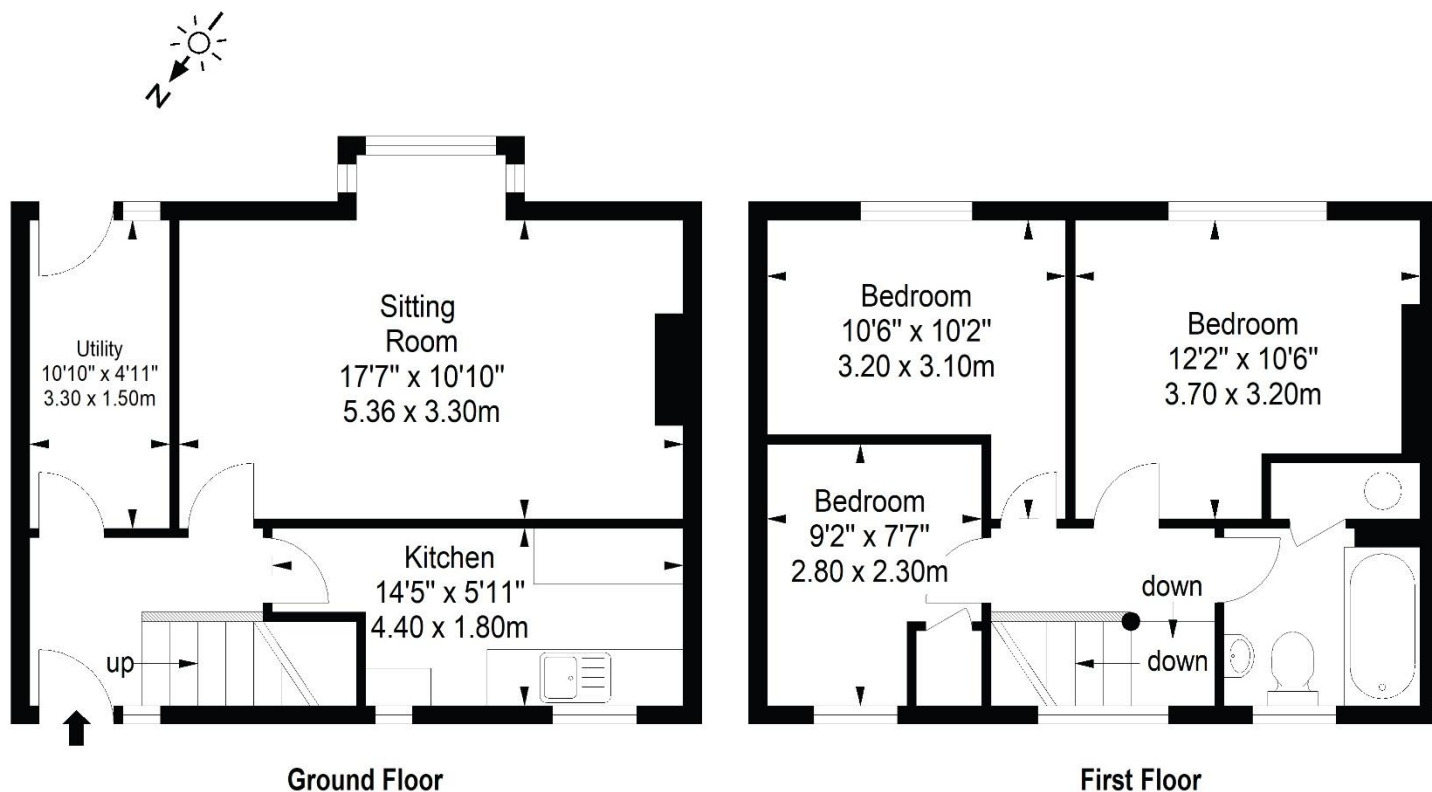 N
Utility
10'10" x 4'11"
3.30 x 1.50m
Sitting
Room
17'7" x 10'10"
5.36 x 3.30m
Kitchen
14'5" x 5'11"
4.40 x 1.80m
up
Ground Floor
Bedroom
10'6" x 10'2"
3.20 x 3.10m
Bedroom
12'2" x 10'6"
3.70 x 3.20m
Bedroom
9'2" x 7'7"
2.80 x 2.30m
down
down
First Floor